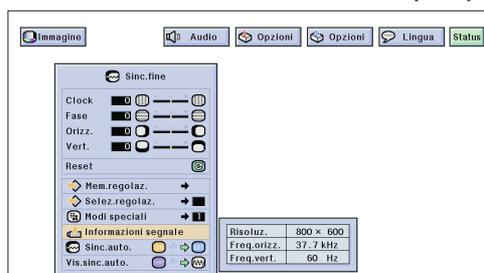 Immagine Audio Opzioni Opzioni Lingua Status
Sinc.fine
Clock 0
Fase 0
Orizz. 0
Vert. 0
Reset
Mem.regolaz.
Selez.regolaz.
Modi speciali 1
Informazioni segnale
Sinc.auto.
Vis.sinc.auto.
Risoluz. 800 × 600
Freq.orizz. 37.7 kHz
Freq.vert. 60 Hz